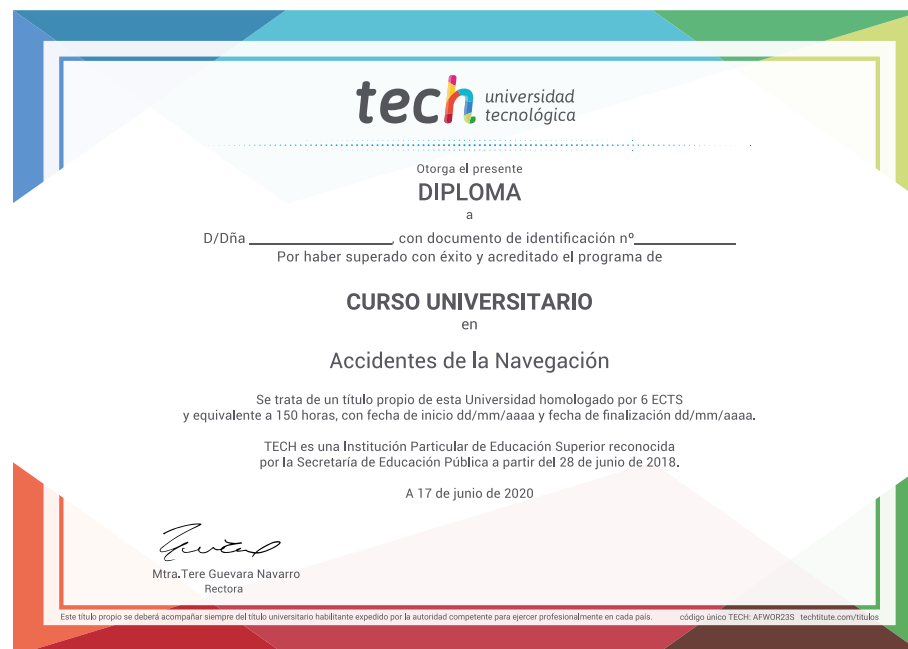 tech universidad
tecnológica
Otorga el presente
DIPLOMA
a
D/Dña ____________________, con documento de identificación nº______________
Por haber superado con éxito y acreditado el programa de
CURSO UNIVERSITARIO
en
Accidentes de la Navegación
Se trata de un título propio de esta Universidad homologado por 6 ECTS
y equivalente a 150 horas, con fecha de inicio dd/mm/aaaa y fecha de finalización dd/mm/aaaa.
TECH es una Institución Particular de Educación Superior reconocida
por la Secretaría de Educación Pública a partir del 28 de junio de 2018.
A 17 de junio de 2020
Mtra.Tere Guevara Navarro
Rectora
Este título propio se deberá acompañar siempre del título universitario habilitante expedido por la autoridad competente para ejercer profesionalmente en cada país. código único TECH: AFWOR23S techtitute.com/titulos